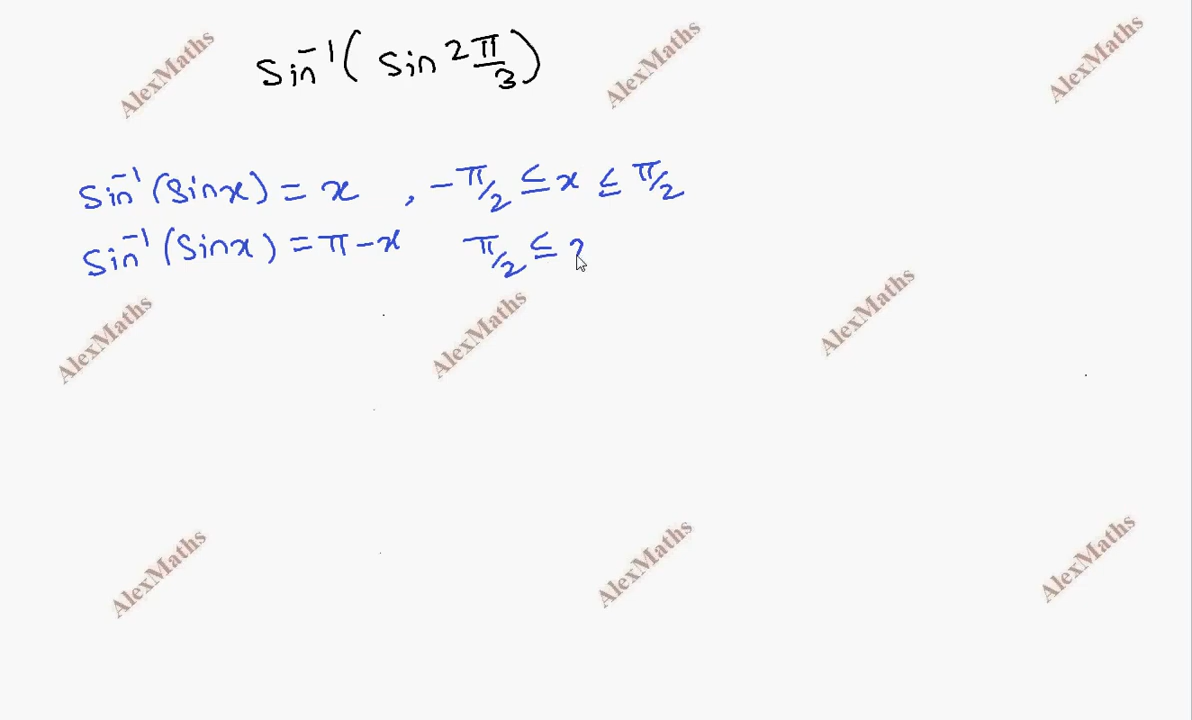 AlexMaths AlexMaths AlexMaths
Sin⁻¹(Sin 2π/3)
Sin⁻¹(Sinx) = x , -π/2 ≤ x ≤ π/2
Sin⁻¹(Sinx) = π-x π/2 ≤
AlexMaths AlexMaths AlexMaths
AlexMaths AlexMaths AlexMaths